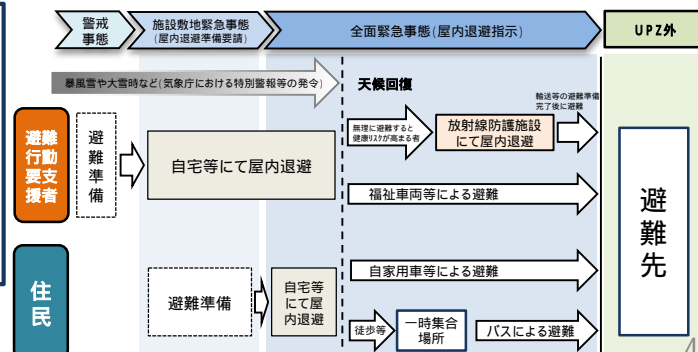 警戒
事態
施設敷地緊急事態
(屋内退避準備要請)
全面緊急事態(屋内退避指示)
UPZ外
暴風雪や大雪時など(気象庁における特別警報等の発令)
天候回復
輸送等の避難準備
完了後に避難
避難
行動
要支
援者
避難準備
自宅等にて屋内退避
無理に避難すると
健康リスクが高まる者
放射線防護施設
にて屋内退避
福祉車両等による避難
避難先
住民
避難準備
自宅等
にて屋
内退避
自家用車等による避難
徒歩等
一時集合
場所
バスによる避難